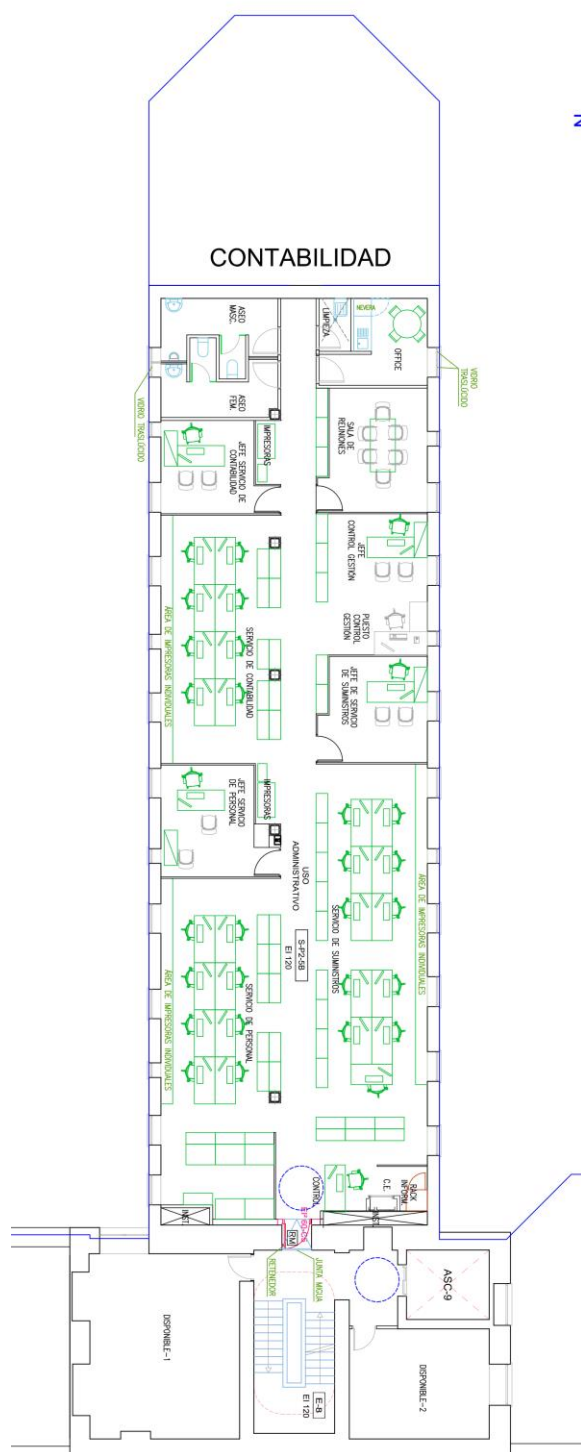 N
CONTABILIDAD
ASEO
MASC.
LIMPIEZA
NEVERA
OFFICE
VIDRIO
TRASLÚCIDO
VIDRIO TRASLÚCIDO
ASEO
FEM.
IMPRESORAS
SALA DE
REUNIONES
JEFE SERVICIO DE
CONTABILIDAD
JEFE
CONTROL GESTIÓN
PUESTO
CONTROL
GESTIÓN
ÁREA DE IMPRESORAS INDIVIDUALES
SERVICIO DE CONTABILIDAD
JEFE DE SERVICIO
DE SUMINISTROS
JEFE SERVICIO
DE PERSONAL
IMPRESORAS
USO
ADMINISTRATIVO
S-P2-5B
EI 120
SERVICIO DE SUMINISTROS
ÁREA DE IMPRESORAS INDIVIDUALES
ÁREA DE IMPRESORAS INDIVIDUALES
SERVICIO DE PERSONAL
CONTROL
C.E.
RACK
INFORM.
INST.
INST.
RM
RETENEDOR
JUNTA MIGUA
ASC-9
DISPONIBLE-1
E-B
EI 120
DISPONIBLE-2